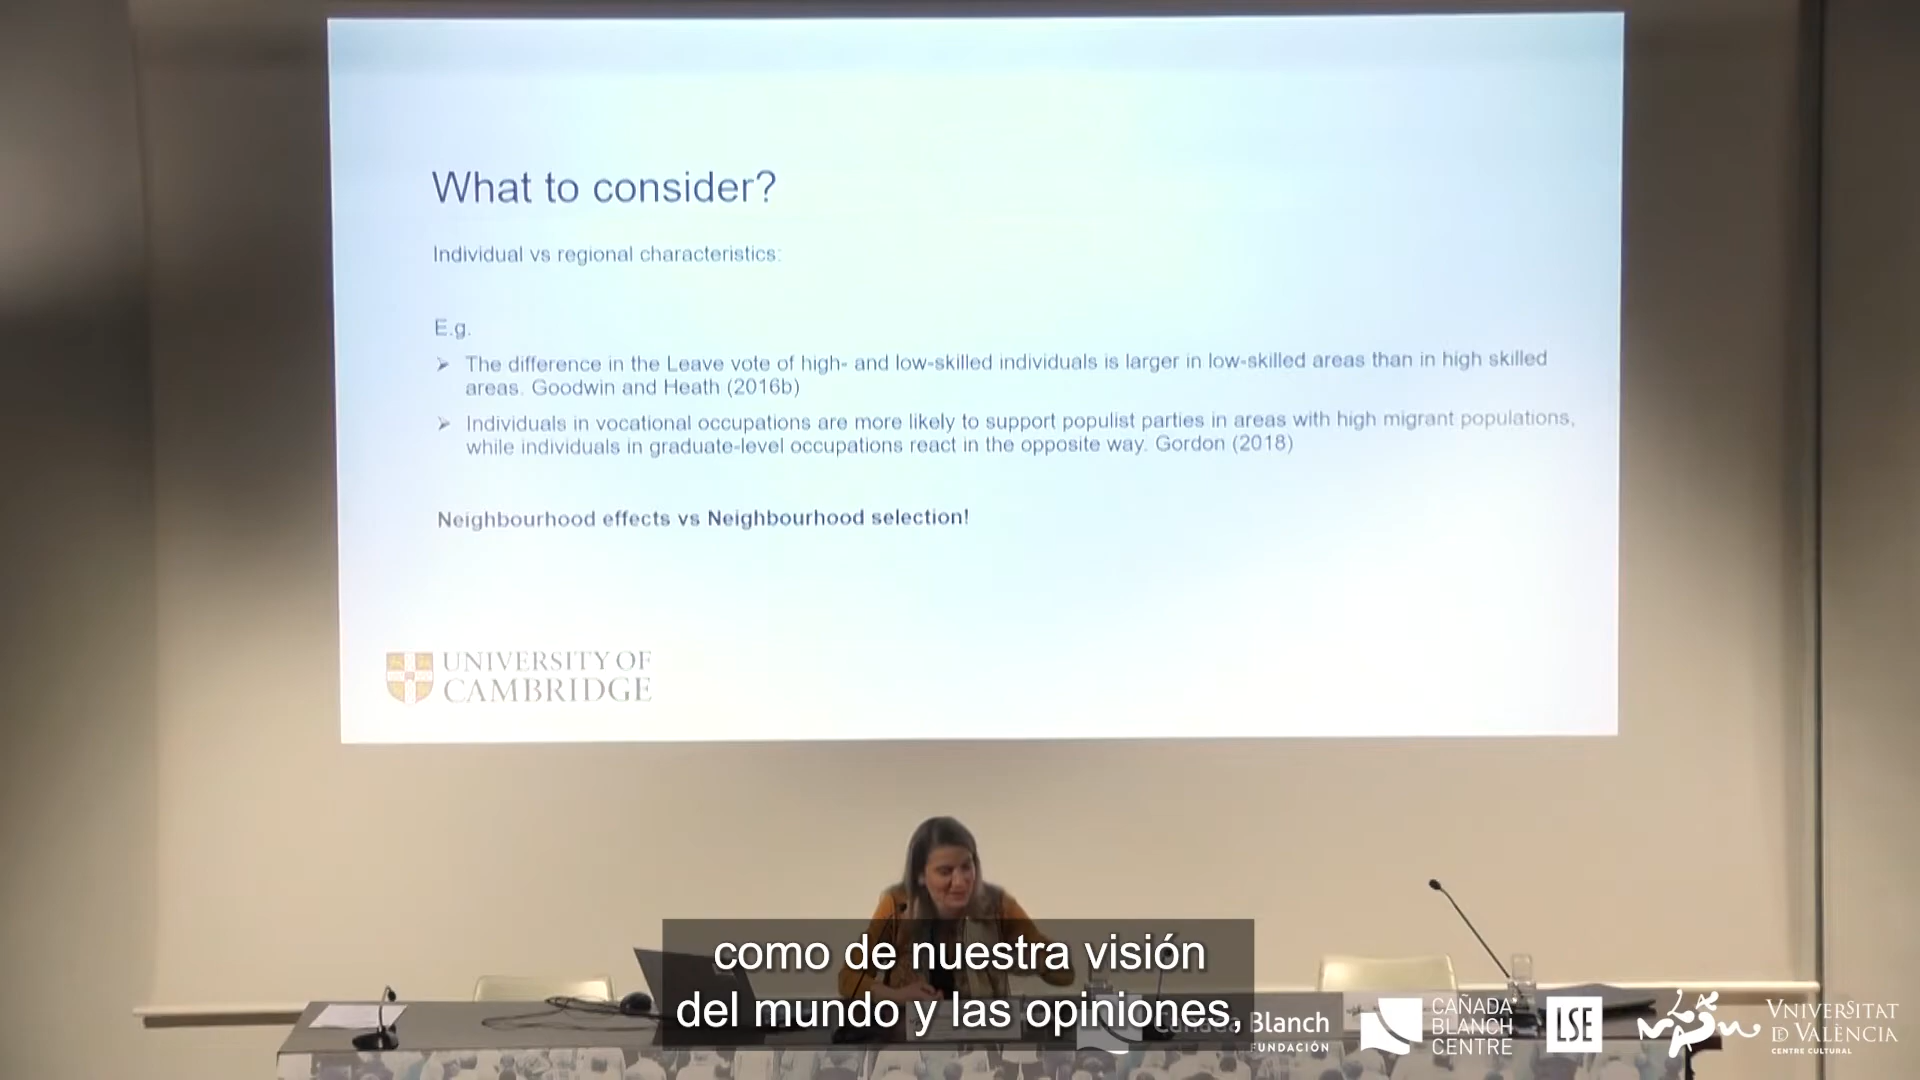 What to consider?
Individual vs regional characteristics:
E.g.
The difference in the Leave vote of high- and low-skilled individuals is larger in low-skilled areas than in high skilled
areas. Goodwin and Heath (2016b)
Individuals in vocational occupations are more likely to support populist parties in areas with high migrant populations,
while individuals in graduate-level occupations react in the opposite way. Gordon (2018)
Neighbourhood effects vs Neighbourhood selection!
UNIVERSITY OF
CAMBRIDGE
como de nuestra visión
del mundo y las opiniones,
Blanch
FUNDACIÓN
CAÑADA
BLANCH
CENTRE
LSE
VNIVERSITAT
ID VALÈNCIA
CENTRE CULTURAL